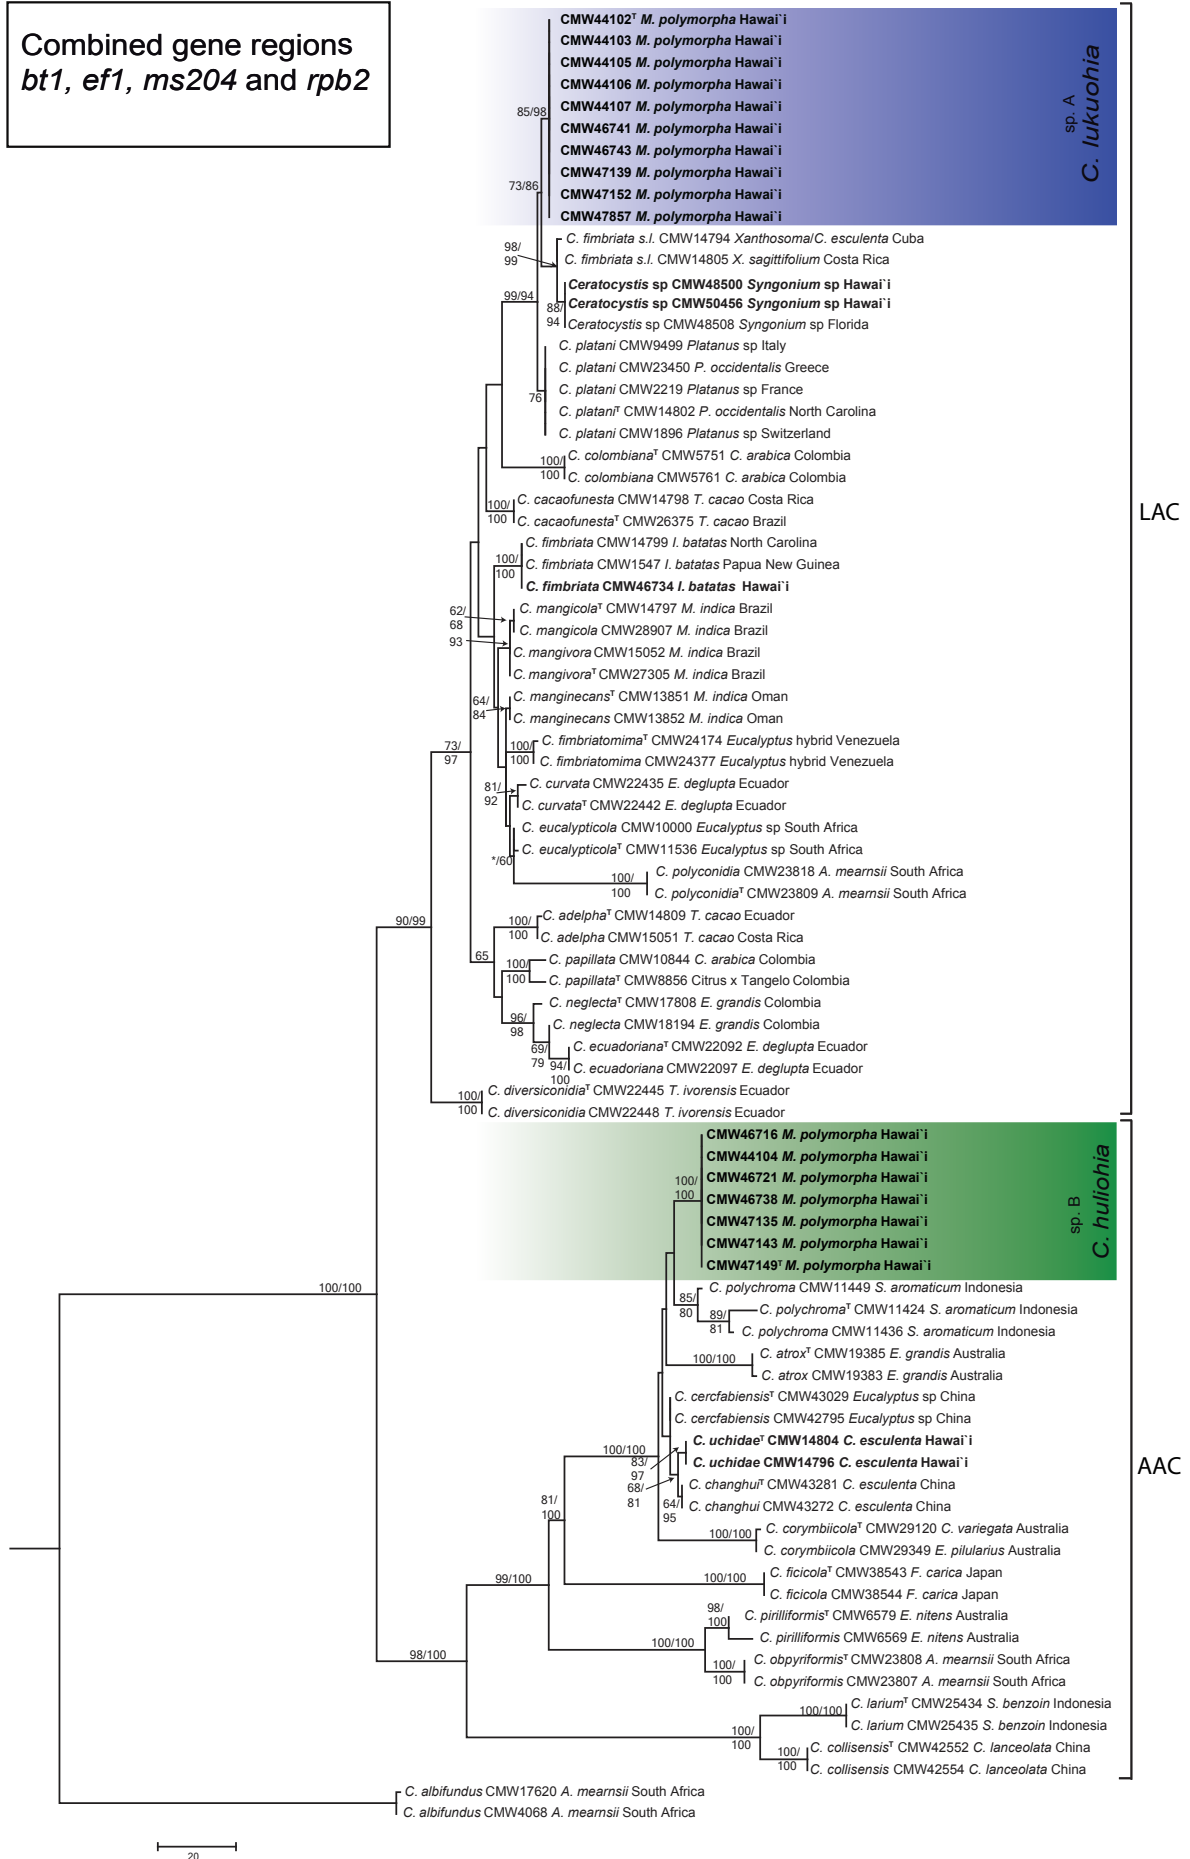 Combined gene regions
bt1, ef1, ms204 and rpb2
CMW44102ᵀ M. polymorpha Hawai`i
CMW44103 M. polymorpha Hawai`i
CMW44105 M. polymorpha Hawai`i
CMW44106 M. polymorpha Hawai`i
CMW44107 M. polymorpha Hawai`i
CMW46741 M. polymorpha Hawai`i
CMW46743 M. polymorpha Hawai`i
CMW47139 M. polymorpha Hawai`i
CMW47152 M. polymorpha Hawai`i
CMW47857 M. polymorpha Hawai`i
sp. A
C. lukuohia
85/98
73/86
C. fimbriata s.l. CMW14794 Xanthosoma/C. esculenta Cuba
C. fimbriata s.l. CMW14805 X. sagittifolium Costa Rica
98/
99
Ceratocystis sp CMW48500 Syngonium sp Hawai`i
Ceratocystis sp CMW50456 Syngonium sp Hawai`i
Ceratocystis sp CMW48508 Syngonium sp Florida
99/94
88/
94
C. platani CMW9499 Platanus sp Italy
C. platani CMW23450 P. occidentalis Greece
C. platani CMW2219 Platanus sp France
C. plataniᵀ CMW14802 P. occidentalis North Carolina
C. platani CMW1896 Platanus sp Switzerland
76
C. colombianaᵀ CMW5751 C. arabica Colombia
C. colombiana CMW5761 C. arabica Colombia
100/
100
C. cacaofunesta CMW14798 T. cacao Costa Rica
C. cacaofunestaᵀ CMW26375 T. cacao Brazil
100/
100
LAC
C. fimbriata CMW14799 I. batatas North Carolina
C. fimbriata CMW1547 I. batatas Papua New Guinea
C. fimbriata CMW46734 I. batatas Hawai`i
100/
100
C. mangicolaᵀ CMW14797 M. indica Brazil
C. mangicola CMW28907 M. indica Brazil
C. mangivora CMW15052 M. indica Brazil
C. mangivoraᵀ CMW27305 M. indica Brazil
62/
68
93
C. manginecansᵀ CMW13851 M. indica Oman
C. manginecans CMW13852 M. indica Oman
64/
84
C. fimbriatomimaᵀ CMW24174 Eucalyptus hybrid Venezuela
C. fimbriatomima CMW24377 Eucalyptus hybrid Venezuela
100/
100
73/
97
C. curvata CMW22435 E. deglupta Ecuador
C. curvataᵀ CMW22442 E. deglupta Ecuador
81/
92
C. eucalypticola CMW10000 Eucalyptus sp South Africa
C. eucalypticolaᵀ CMW11536 Eucalyptus sp South Africa
*/60
C. polyconidia CMW23818 A. mearnsii South Africa
C. polyconidiaᵀ CMW23809 A. mearnsii South Africa
100/
100
90/99
C. adelphaᵀ CMW14809 T. cacao Ecuador
C. adelpha CMW15051 T. cacao Costa Rica
100/
100
65
C. papillata CMW10844 C. arabica Colombia
C. papillataᵀ CMW8856 Citrus x Tangelo Colombia
100/
100
C. neglectaᵀ CMW17808 E. grandis Colombia
C. neglecta CMW18194 E. grandis Colombia
96/
98
C. ecuadorianaᵀ CMW22092 E. deglupta Ecuador
C. ecuadoriana CMW22097 E. deglupta Ecuador
69/
79
94/
100
C. diversiconidiaᵀ CMW22445 T. ivorensis Ecuador
C. diversiconidia CMW22448 T. ivorensis Ecuador
100/
100
CMW46716 M. polymorpha Hawai`i
CMW44104 M. polymorpha Hawai`i
CMW46721 M. polymorpha Hawai`i
CMW46738 M. polymorpha Hawai`i
CMW47135 M. polymorpha Hawai`i
CMW47143 M. polymorpha Hawai`i
CMW47149ᵀ M. polymorpha Hawai`i
100/
100
sp. B
C. huliohia
100/100
C. polychroma CMW11449 S. aromaticum Indonesia
C. polychromaᵀ CMW11424 S. aromaticum Indonesia
C. polychroma CMW11436 S. aromaticum Indonesia
85/
80
89/
81
C. atroxᵀ CMW19385 E. grandis Australia
C. atrox CMW19383 E. grandis Australia
100/100
C. cercfabiensisᵀ CMW43029 Eucalyptus sp China
C. cercfabiensis CMW42795 Eucalyptus sp China
C. uchidaeᵀ CMW14804 C. esculenta Hawai`i
C. uchidae CMW14796 C. esculenta Hawai`i
100/100
83/
97
AAC
C. changhuiᵀ CMW43281 C. esculenta China
C. changhui CMW43272 C. esculenta China
68/
81
64/
95
81/
100
C. corymbiicolaᵀ CMW29120 C. variegata Australia
C. corymbiicola CMW29349 E. pilularius Australia
100/100
C. ficicolaᵀ CMW38543 F. carica Japan
C. ficicola CMW38544 F. carica Japan
100/100
99/100
C. pirilliformisᵀ CMW6579 E. nitens Australia
C. pirilliformis CMW6569 E. nitens Australia
98/
100
100/100
C. obpyriformisᵀ CMW23808 A. mearnsii South Africa
C. obpyriformis CMW23807 A. mearnsii South Africa
100/
100
98/100
C. lariumᵀ CMW25434 S. benzoin Indonesia
C. larium CMW25435 S. benzoin Indonesia
100/100
100/
100
C. collisensisᵀ CMW42552 C. lanceolata China
C. collisensis CMW42554 C. lanceolata China
100/
100
C. albifundus CMW17620 A. mearnsii South Africa
C. albifundus CMW4068 A. mearnsii South Africa
20